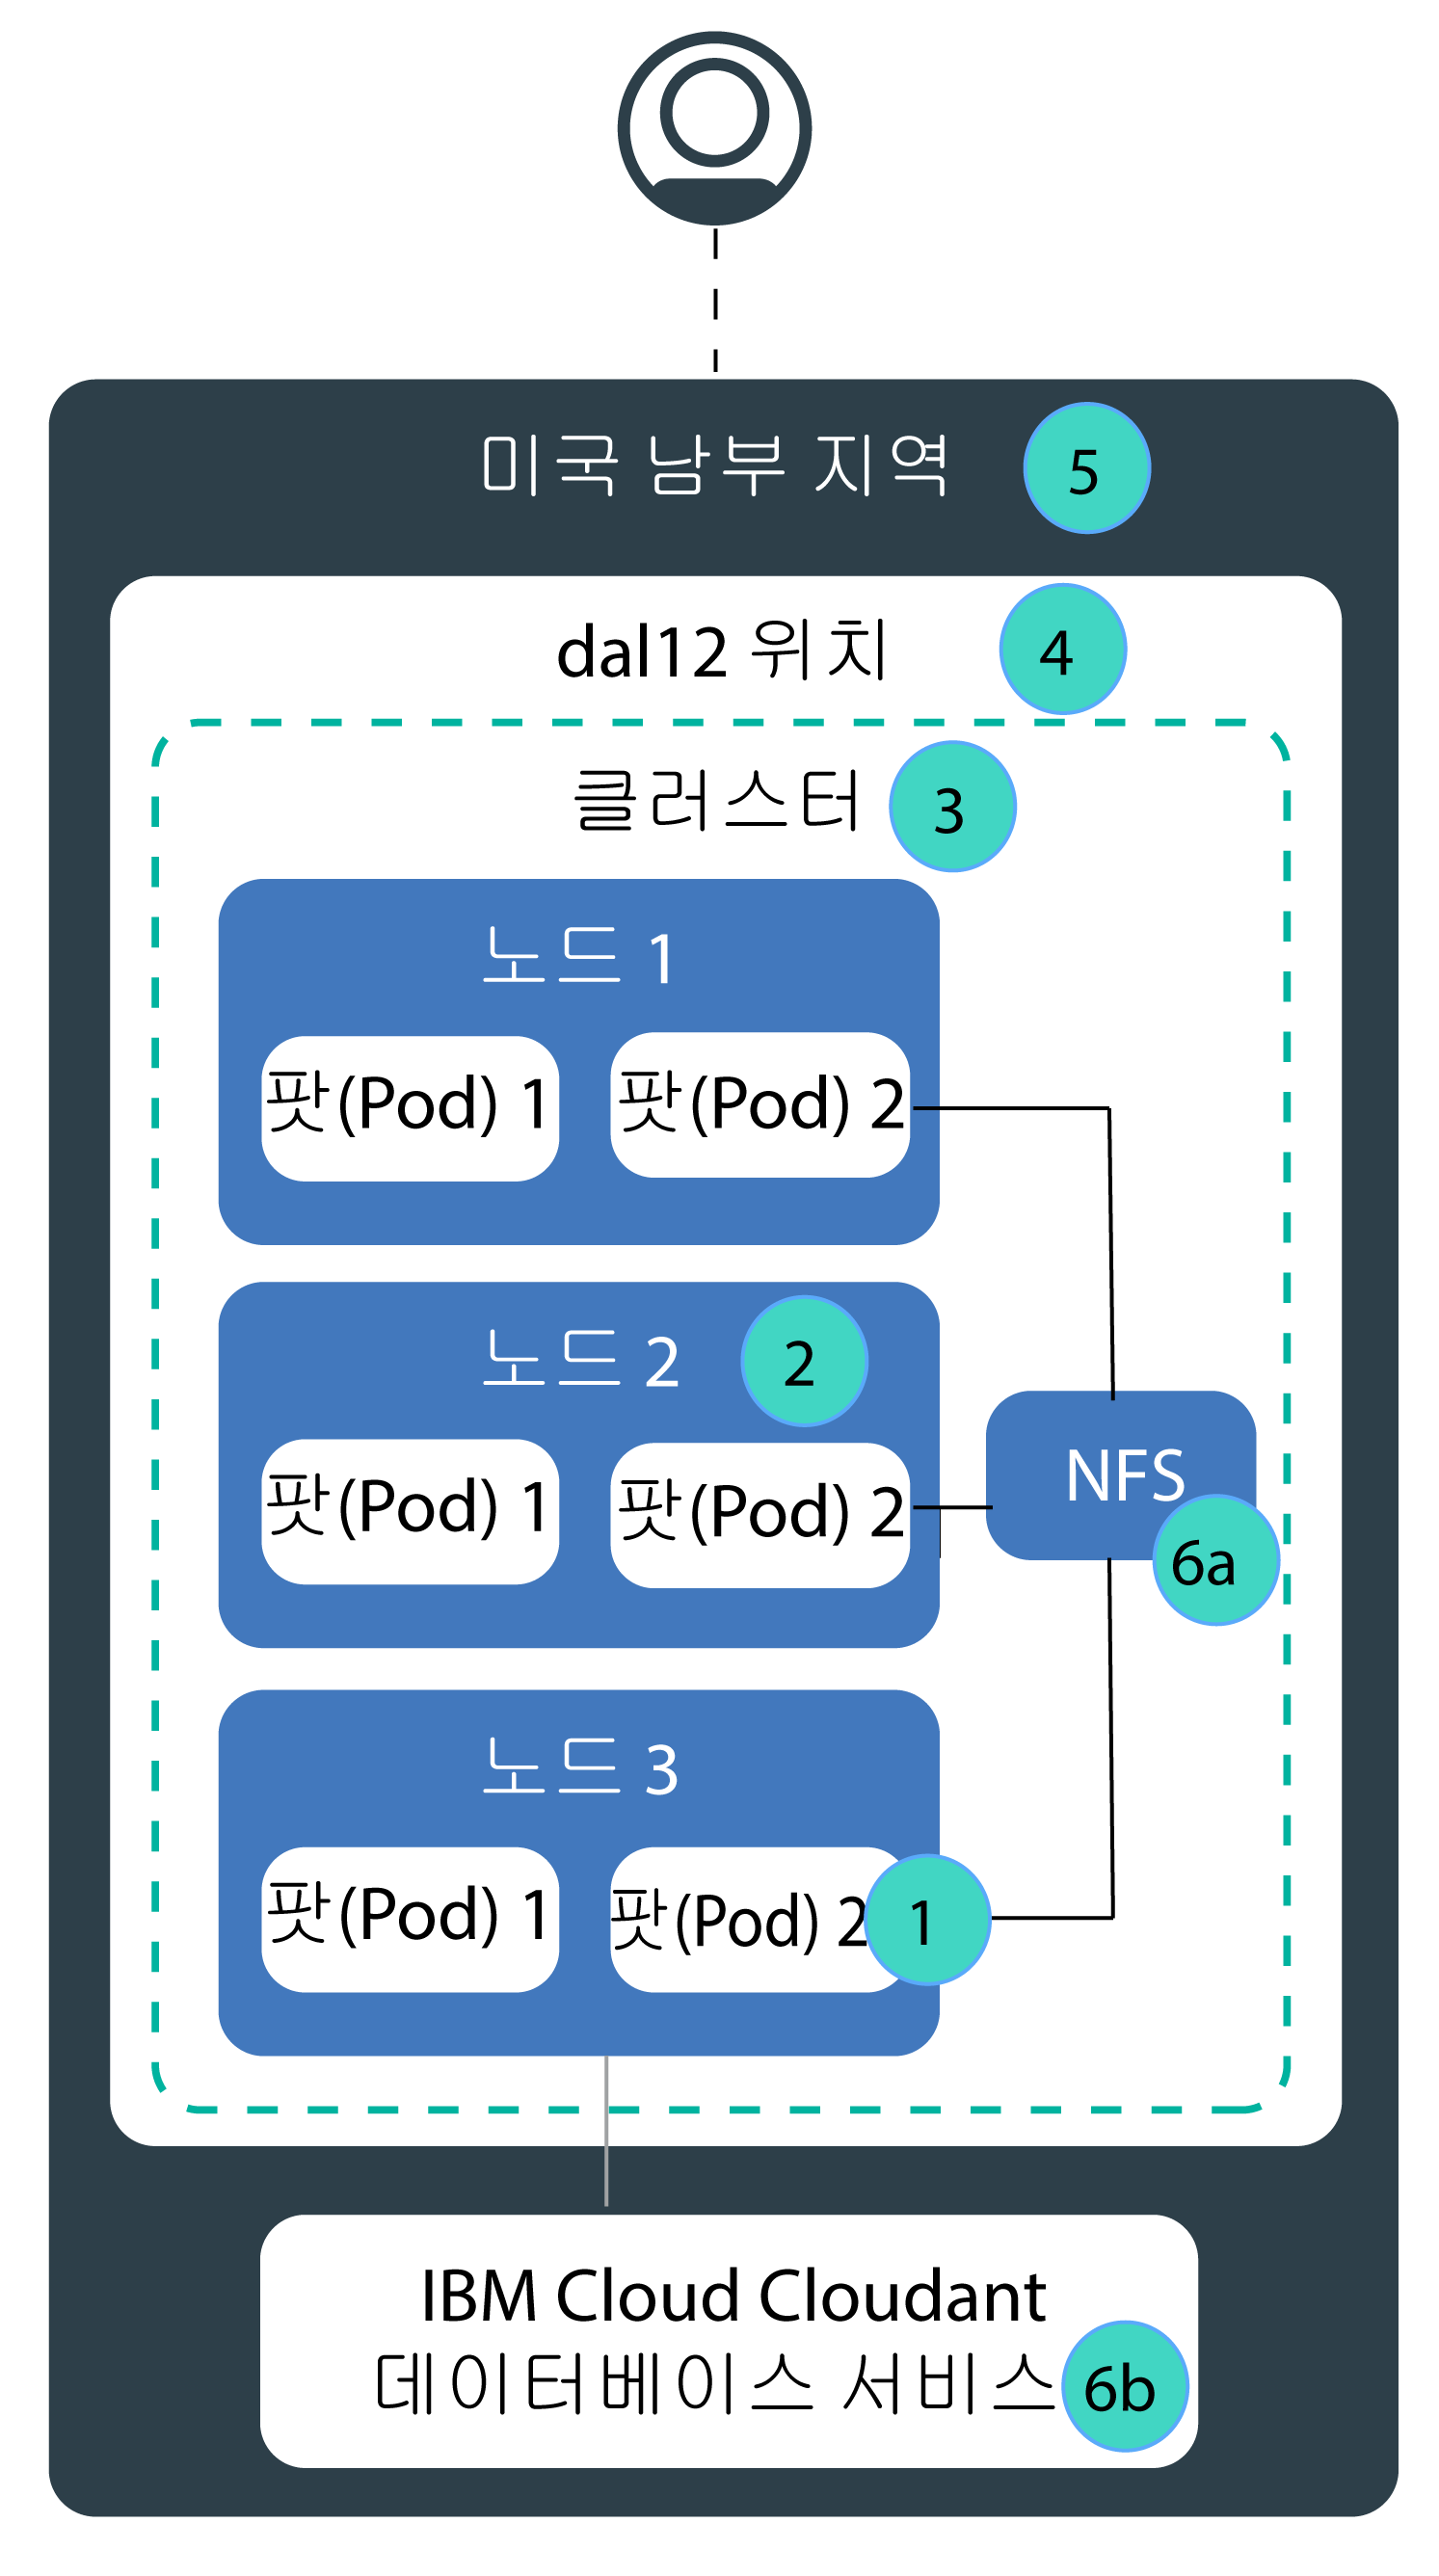 미국 남부 지역
5
dal12 위치
4
클러스터
3
노드 1
팟(Pod) 1
팟(Pod) 2
노드 2
2
팟(Pod) 1
팟(Pod) 2
NFS
6a
노드 3
팟(Pod) 1
팟(Pod) 2
1
IBM Cloud Cloudant
데이터베이스 서비스
6b